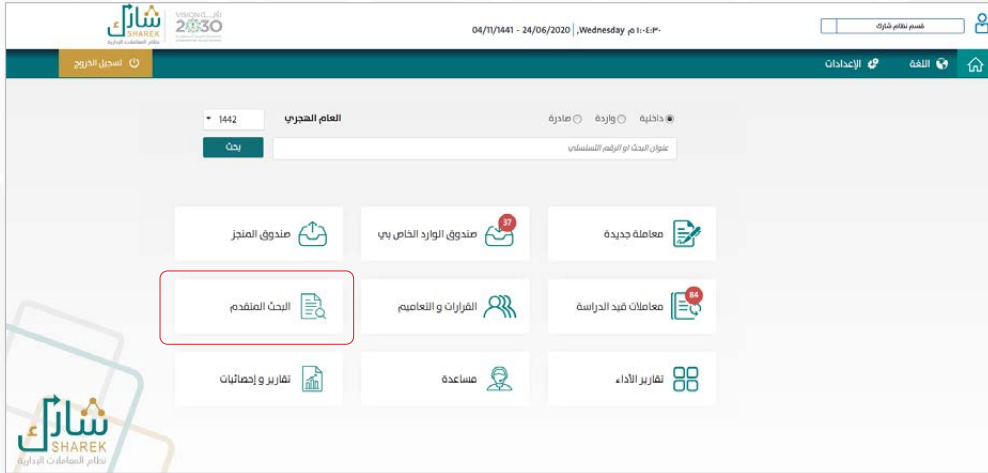 شارك
SHAREK
نظام المعاملات الإدارية
VISION رؤية
2030
04/11/1441 - 24/06/2020 ,Wednesday
قسم نظام شارك
اللغة
الإعدادات
تسجيل الخروج
داخلية واردة صادرة
العام الهجري
1442
عنوان البحث او الرقم التسلسلي
بحث
معاملة جديدة
37
صندوق الوارد الخاص بي
صندوق المنجز
84
معاملات قيد الدراسة
القرارات و التعاميم
البحث المتقدم
تقارير الأداء
مساعدة
تقارير و إحصائيات
شارك
SHAREK
نظام المعاملات الإدارية